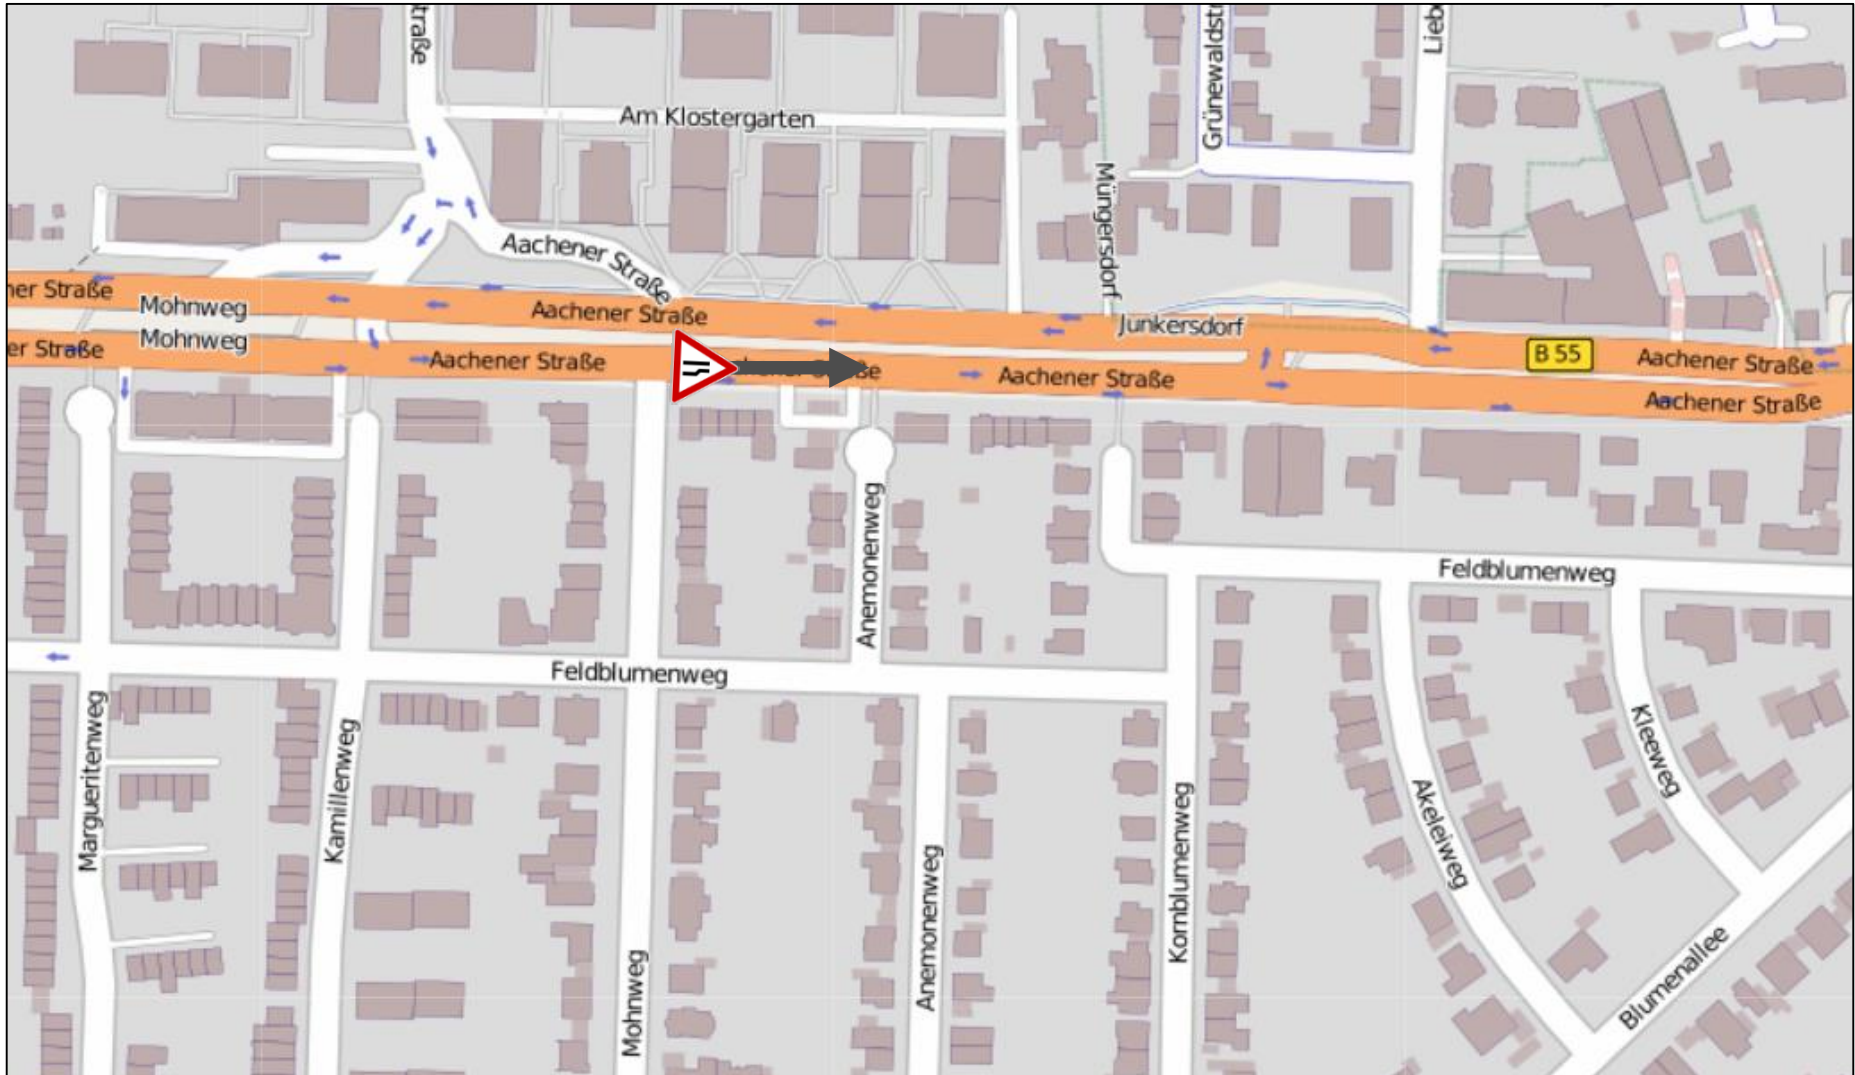 traße
Grünewaldstr
Lieb
Am Klostergarten
Müngersdorf
Aachener Straße
ner Straße
Mohnweg
Aachener Straße
Junkersdorf
Mohnweg
er Straße
Aachener Straße
Aachener Straße
B 55
Aachener Straße
Aachener Straße
Anemonenweg
Feldblumenweg
Feldblumenweg
Margueritenweg
Kamillenweg
Mohnweg
Anemonenweg
Kornblumenweg
Akeleiweg
Kleeweg
Blumenallee